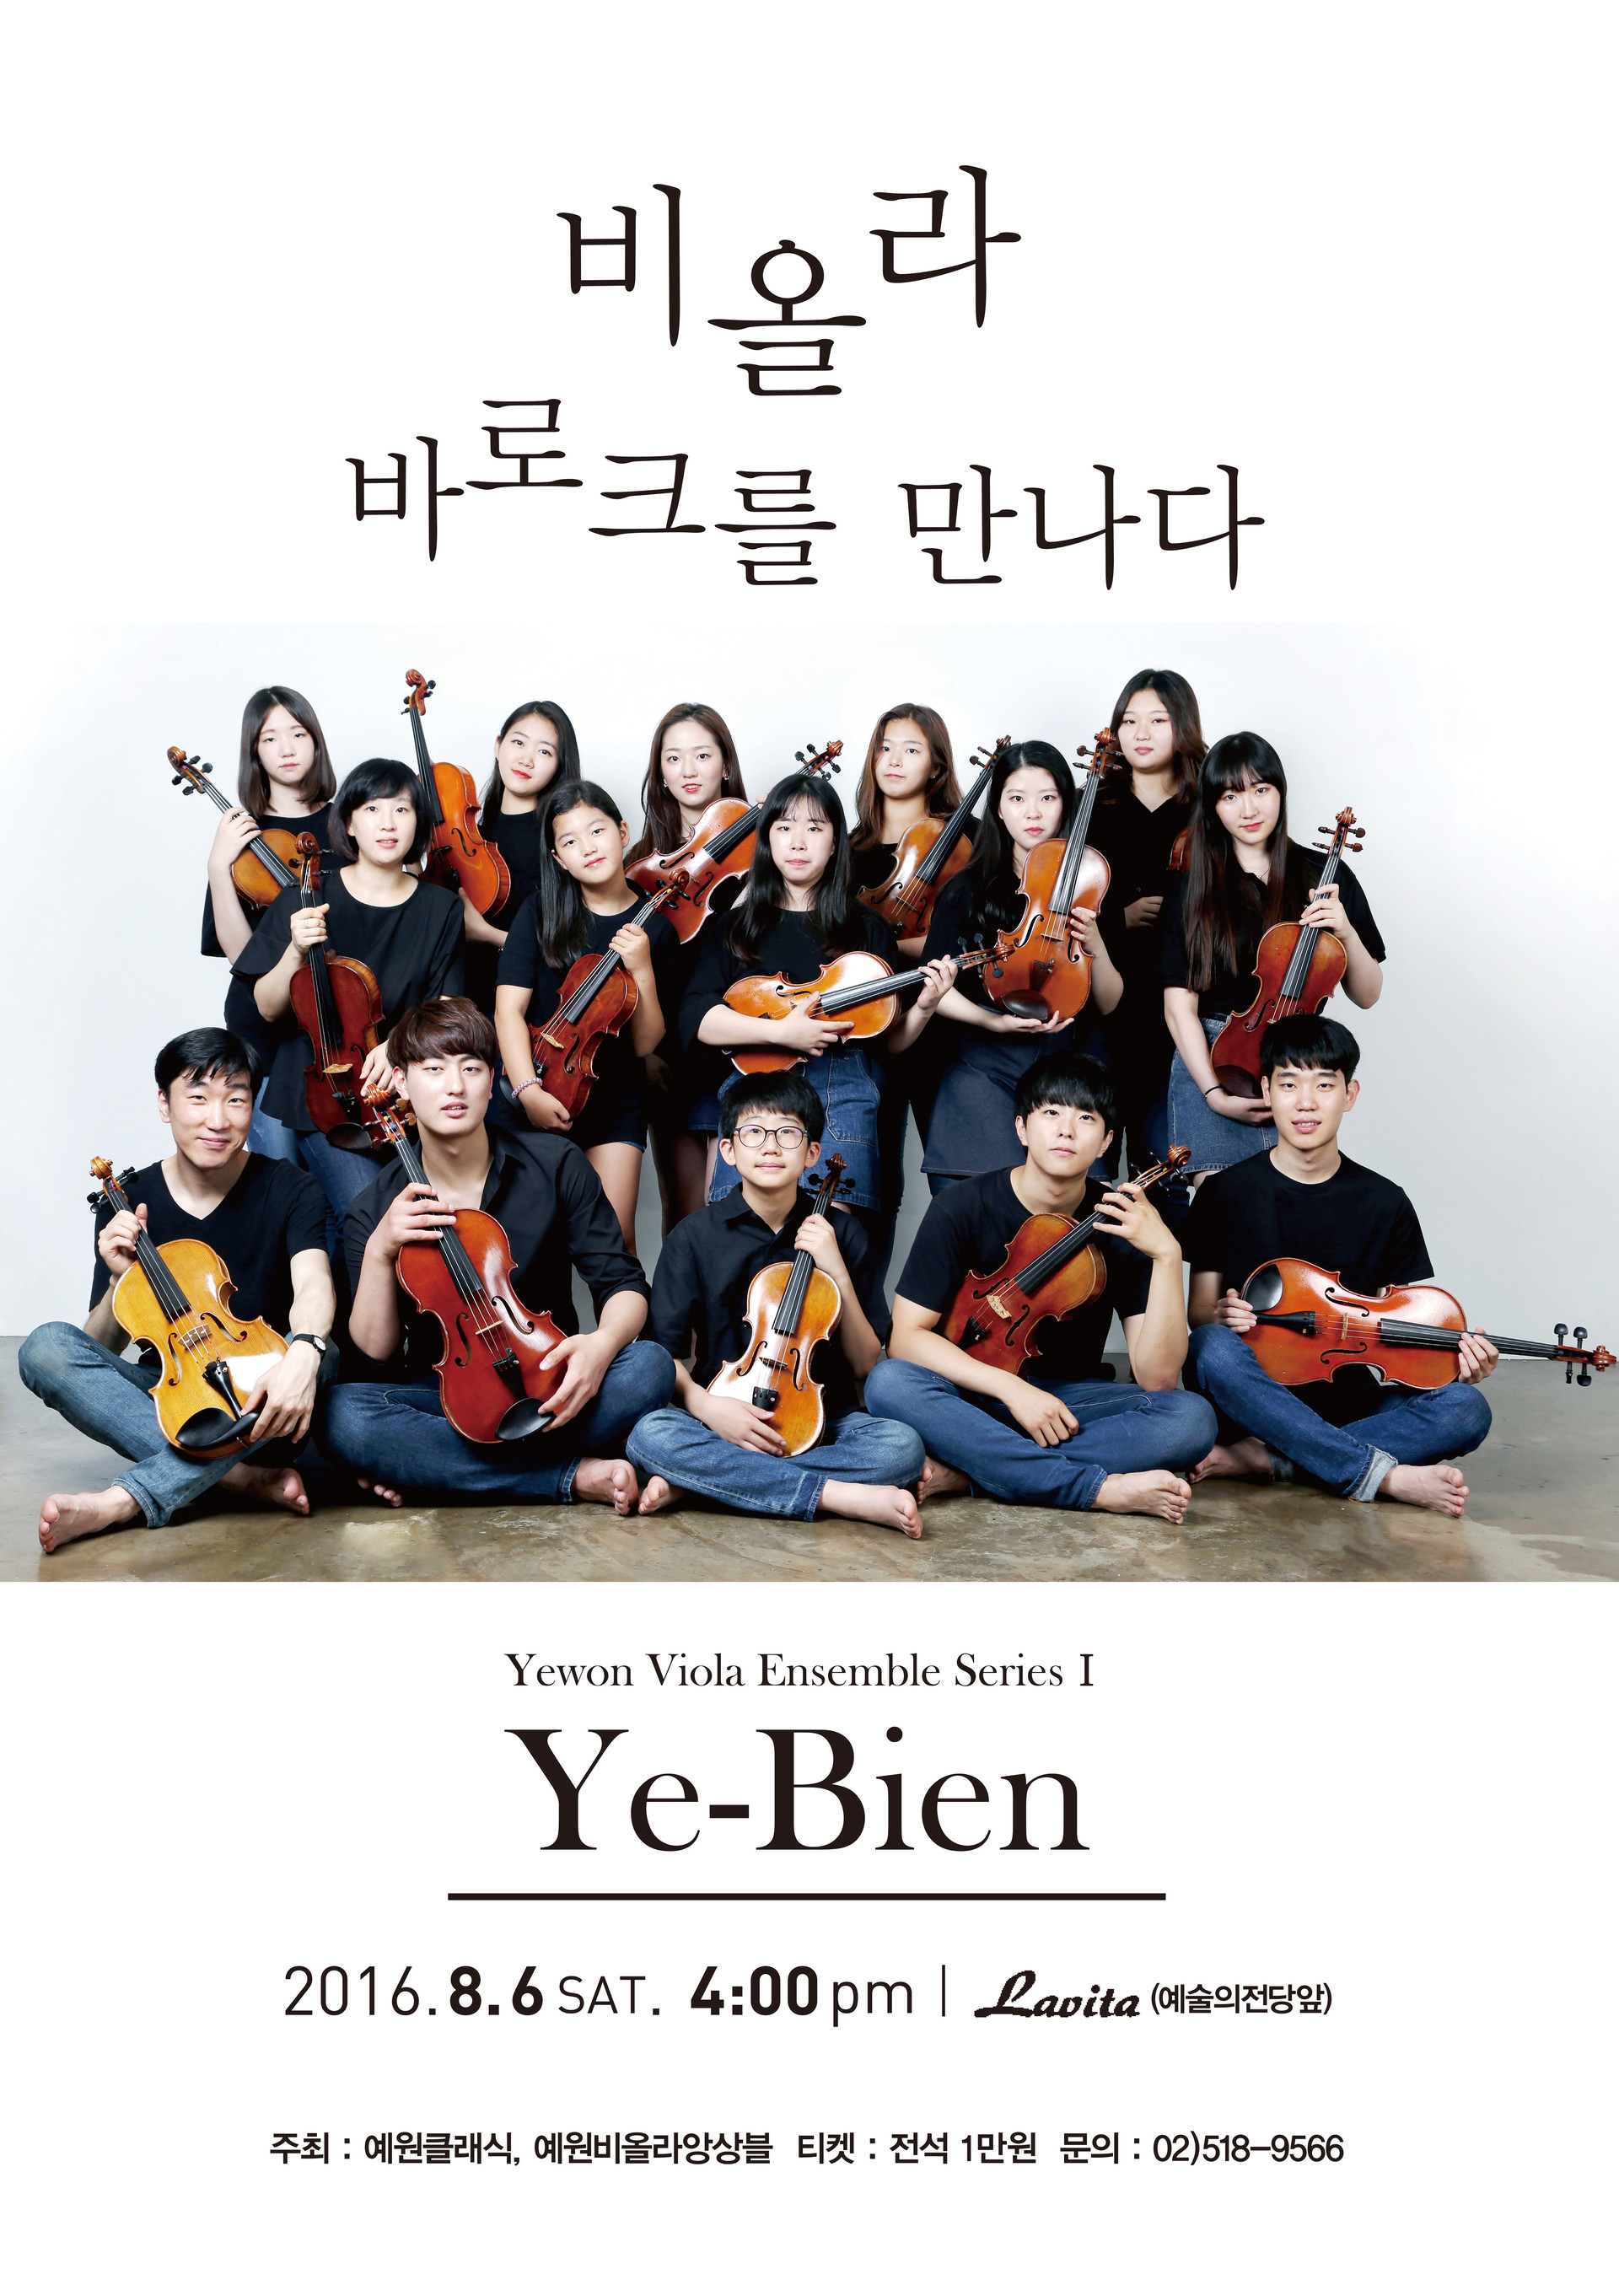 비올라
바로크를 만나다
Yewon Viola Ensemble Series I
Ye-Bien
2016.8.6 SAT. 4:00pm | Lavita (예술의전당앞)
주최 : 예원클래식, 예원비올라앙상블 티켓 : 전석 1만원 문의 : 02)518-9566